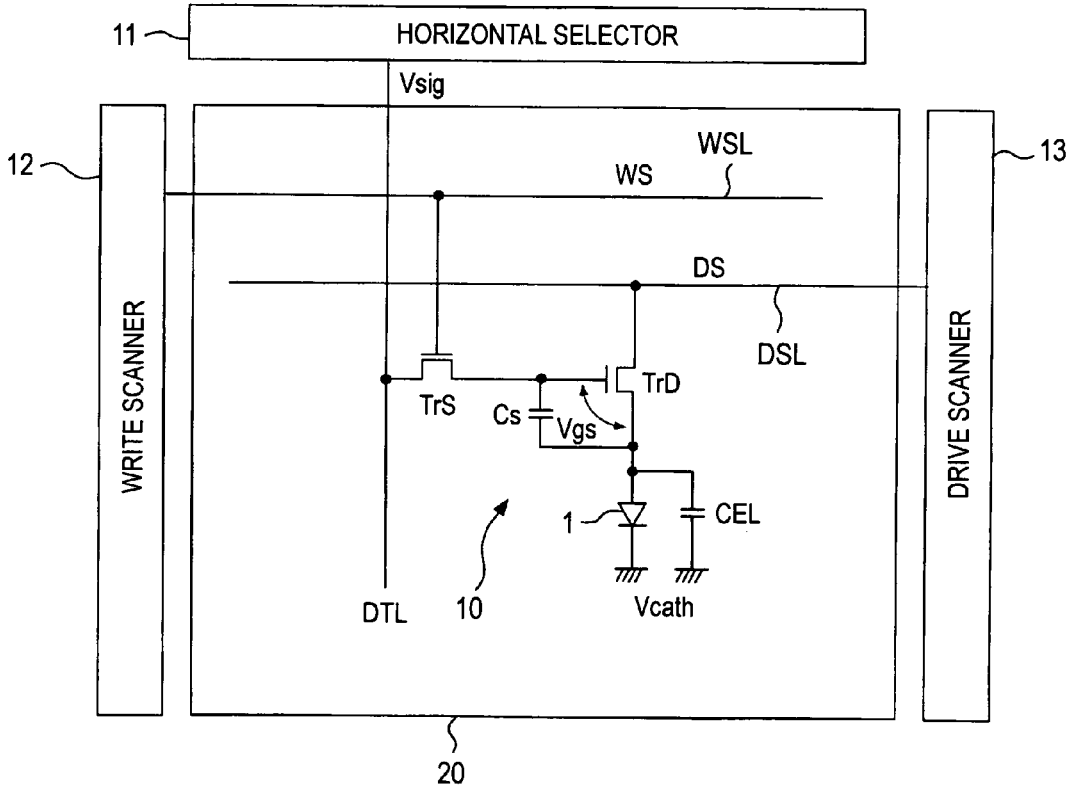 11
HORIZONTAL SELECTOR
Vsig
12
WRITE SCANNER
WS
WSL
13
DRIVE SCANNER
DS
DSL
TrS
TrD
Cs
Vgs
1
CEL
Vcath
10
DTL
20